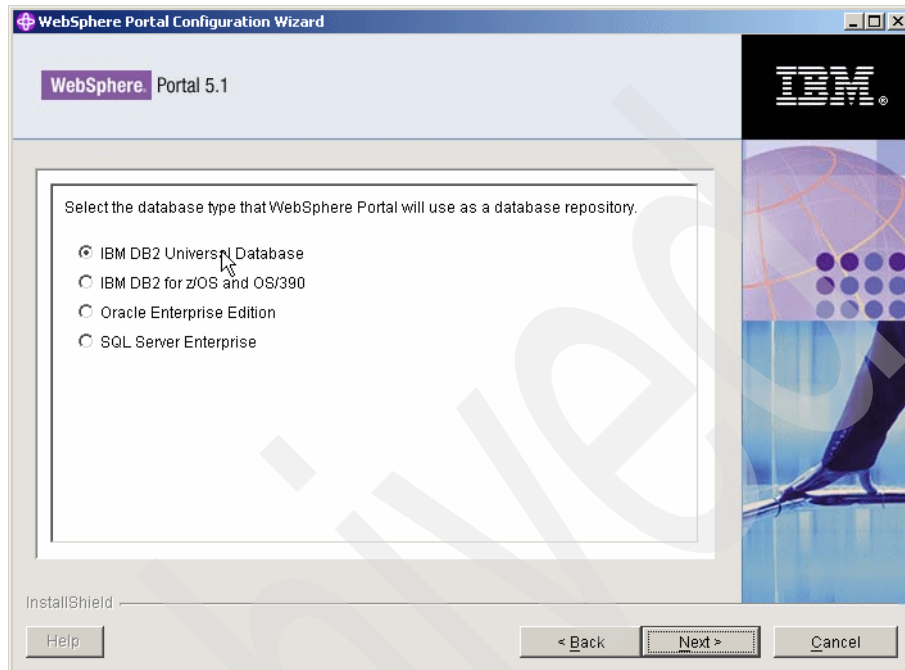 WebSphere Portal Configuration Wizard
WebSphere. Portal 5.1
IBM®
Select the database type that WebSphere Portal will use as a database repository.
IBM DB2 Universal Database
IBM DB2 for z/OS and OS/390
Oracle Enterprise Edition
SQL Server Enterprise
InstallShield
Help
< Back
Next >
Cancel